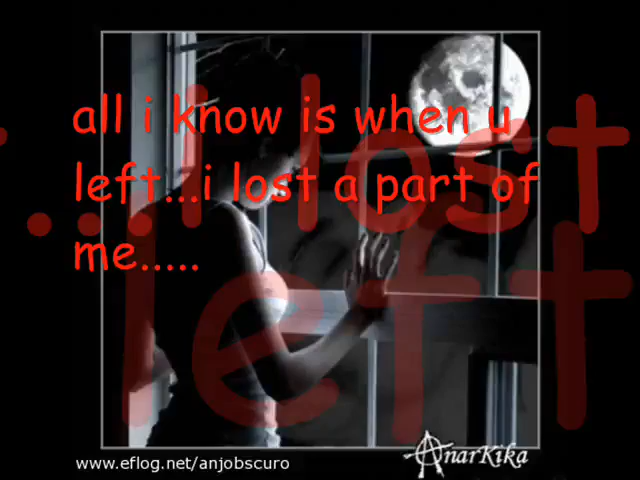 all i know is when u
left...i lost a part of
me.....
....i lost
left
www.eflog.net/anjobscuro
AnarKika